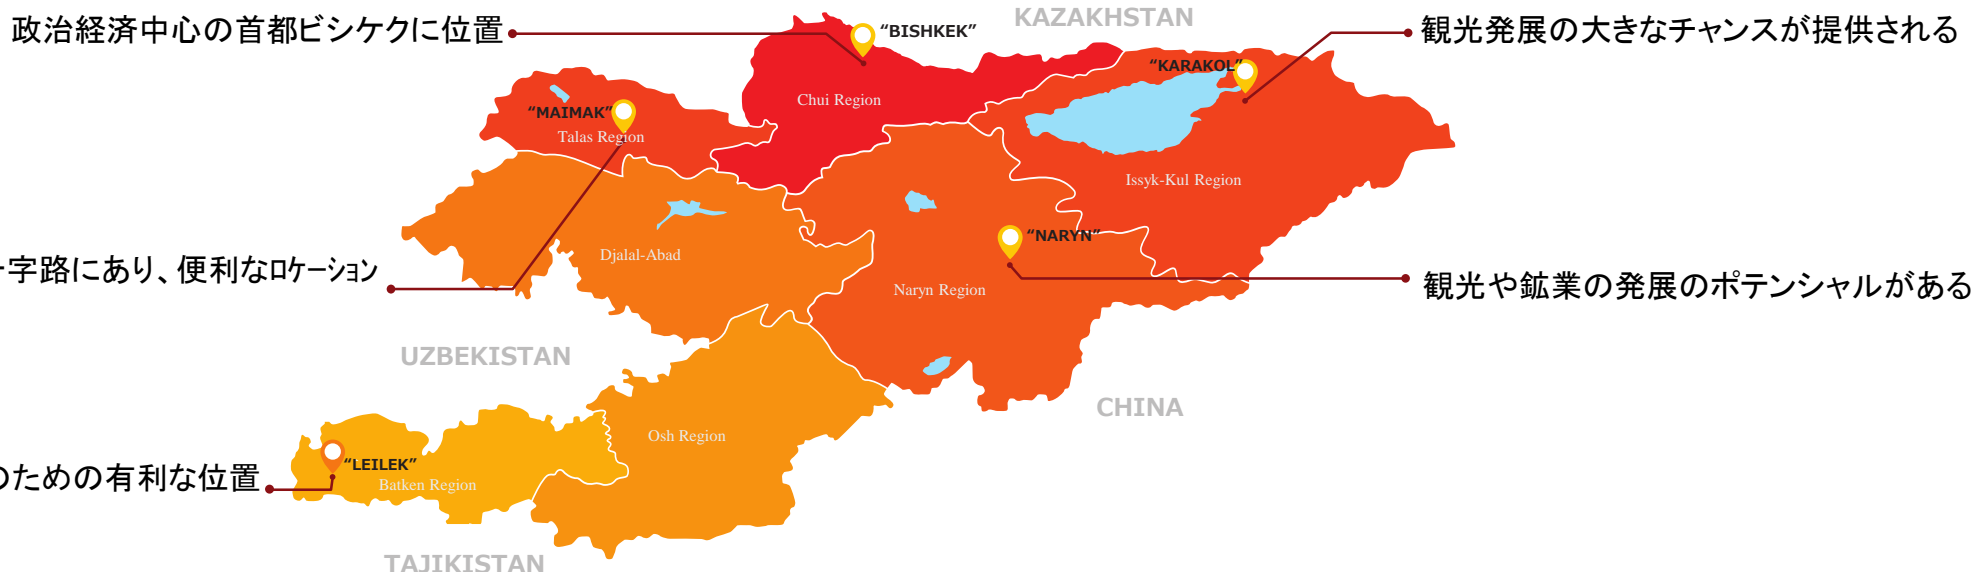 KAZAKHSTAN
政治経済中心の首都ビシケクに位置
"BISHKEK"
観光発展の大きなチャンスが提供される
"KARAKOL"
Chui Region
"MAIMAK"
Talas Region
Issyk-Kul Region
"NARYN"
Djalal-Abad
字路にあり、便利なロケーション
Naryn Region
観光や鉱業の発展のポテンシャルがある
UZBEKISTAN
CHINA
Osh Region
"LEILEK"
のための有利な位置
Batken Region
TAJIKISTAN